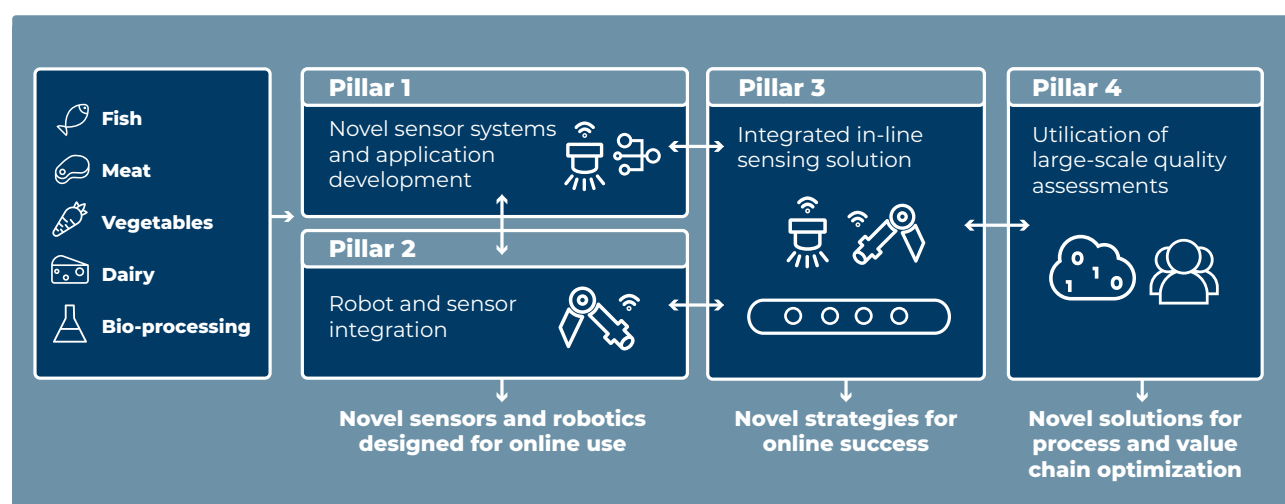 Fish
Meat
Vegetables
Dairy
Bio-processing
Pillar 1
Novel sensor systems
and application
development
Pillar 2
Robot and sensor
integration
Novel sensors and robotics
designed for online use
Pillar 3
Integrated in-line
sensing solution
Novel strategies for
online success
Pillar 4
Utilication of
large-scale quality
assessments
0
1 1 0
Novel solutions for
process and value
chain optimization